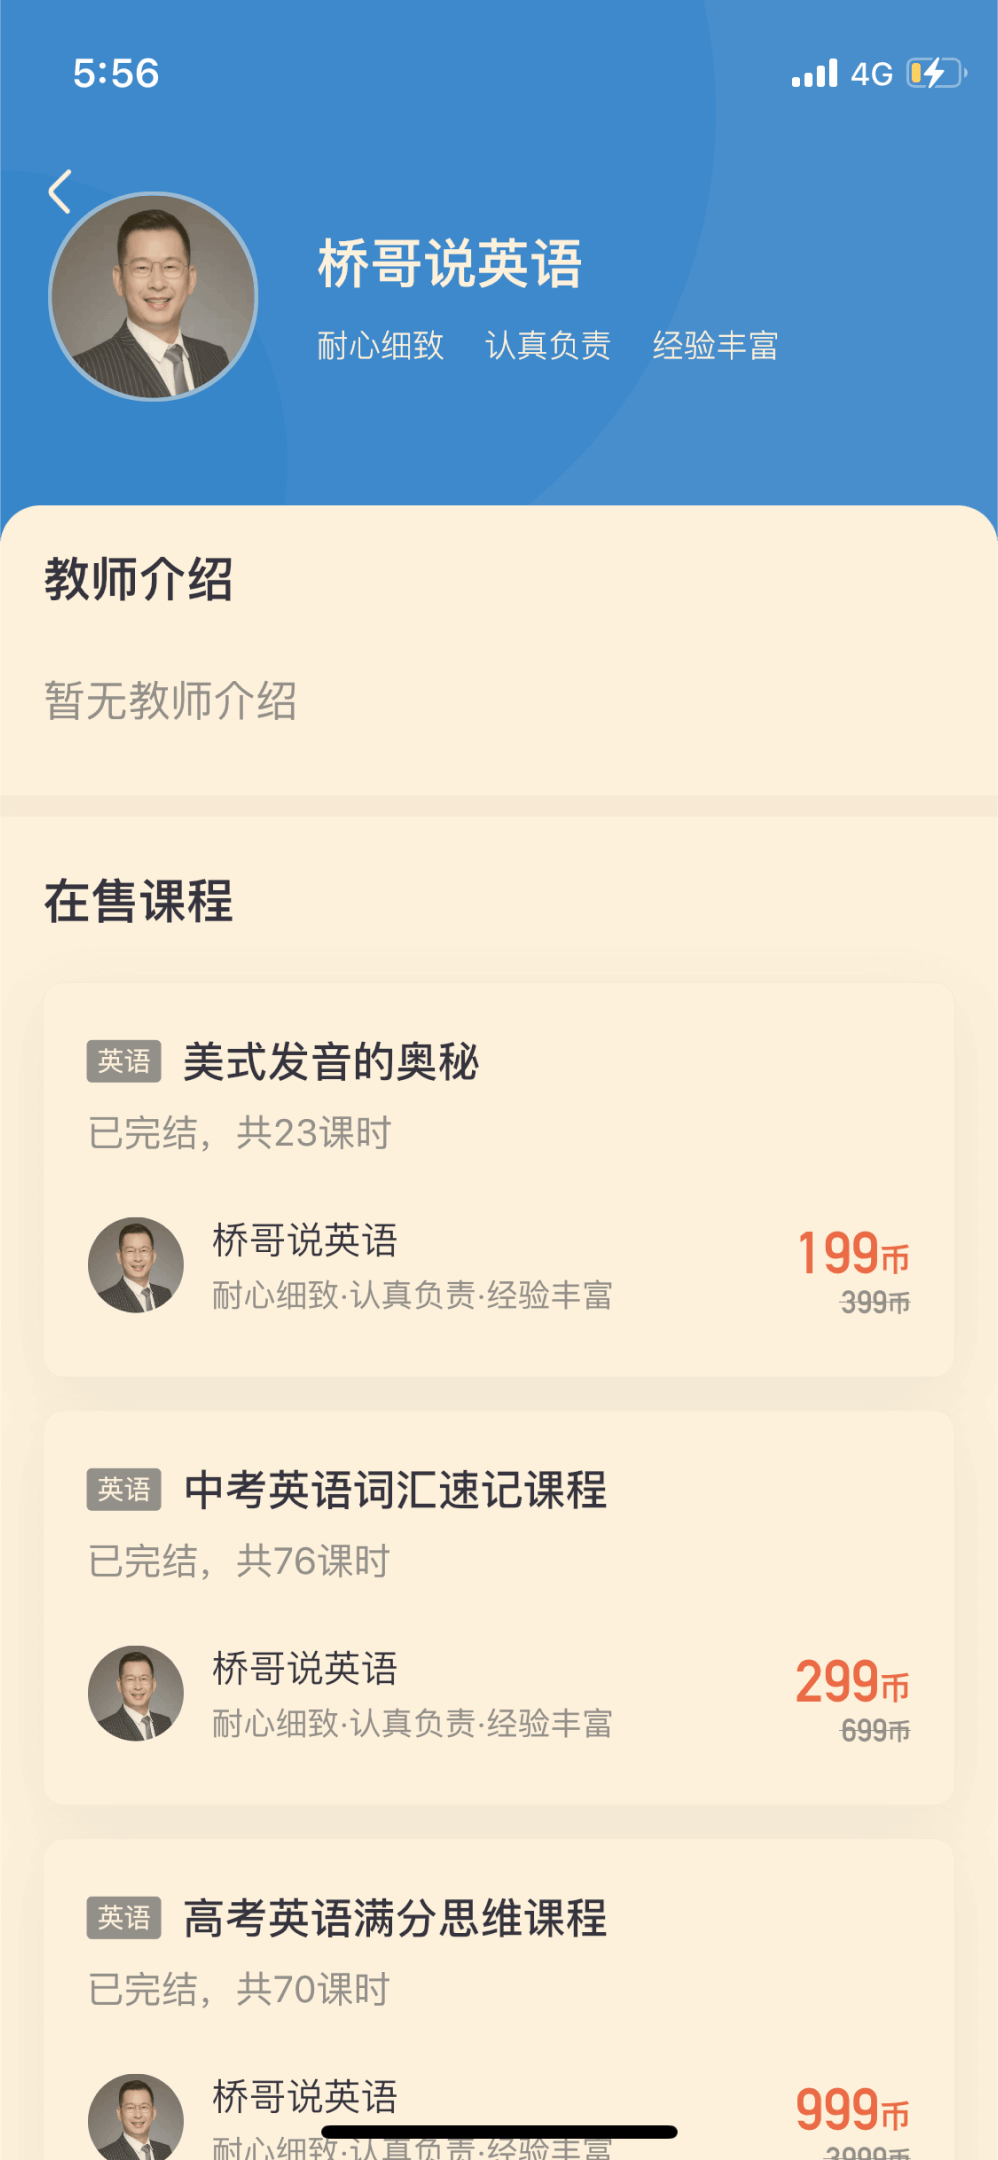 5:56
4G
桥哥说英语
耐心细致 认真负责 经验丰富
教师介绍
暂无教师介绍
在售课程
英语 美式发音的奥秘
已完结，共23课时
桥哥说英语
199币
耐心细致·认真负责·经验丰富
399币
英语 中考英语词汇速记课程
已完结，共76课时
桥哥说英语
299币
耐心细致·认真负责·经验丰富
699币
英语 高考英语满分思维课程
已完结，共70课时
桥哥说英语
999币
耐心细致·认真负责·经验丰富
3999币